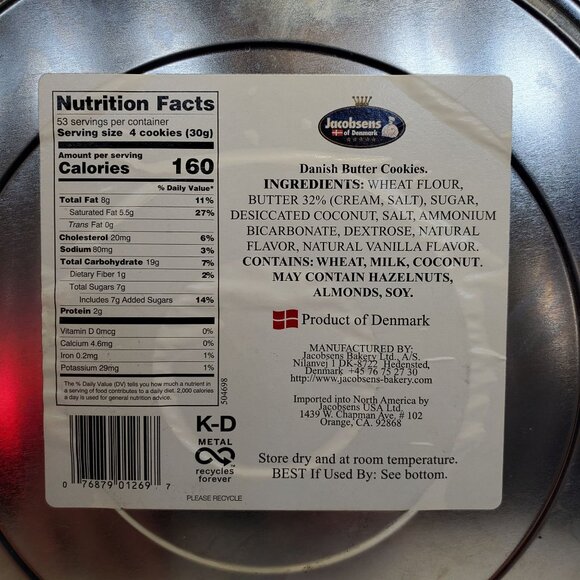 Nutrition Facts
53 servings per container
Serving size 4 cookies (30g)
Amount per serving
Calories 160
% Daily Value*
Total Fat 8g 11%
Saturated Fat 5.5g 27%
Trans Fat 0g
Cholesterol 20mg 6%
Sodium 80mg 3%
Total Carbohydrate 19g 7%
Dietary Fiber 1g 2%
Total Sugars 7g
Includes 7g Added Sugars 14%
Protein 2g
Vitamin D 0mcg 0%
Calcium 4.6mg 0%
Iron 0.2mg 1%
Potassium 29mg 1%
* The % Daily Value (DV) tells you how much a nutrient in
a serving of food contributes to a daily diet. 2,000 calories
a day is used for general nutrition advice.
504698
0 76879 01269 7
K-D
METAL
recycles
forever
PLEASE RECYCLE
Jacobsens
of Denmark
Danish Butter Cookies.
INGREDIENTS: WHEAT FLOUR,
BUTTER 32% (CREAM, SALT), SUGAR,
DESICCATED COCONUT, SALT, AMMONIUM
BICARBONATE, DEXTROSE, NATURAL
FLAVOR, NATURAL VANILLA FLAVOR.
CONTAINS: WHEAT, MILK, COCONUT.
MAY CONTAIN HAZELNUTS,
ALMONDS, SOY.
Product of Denmark
MANUFACTURED BY:
Jacobsens Bakery Ltd., A/S.
Nilanvej 1 DK-8722 Hedensted,
Denmark +45 76 75 27 30
http://www.jacobsens-bakery.com
Imported into North America by
Jacobsens USA Ltd.
1439 W. Chapman Ave. # 102
Orange, CA. 92868
Store dry and at room temperature.
BEST If Used By: See bottom.